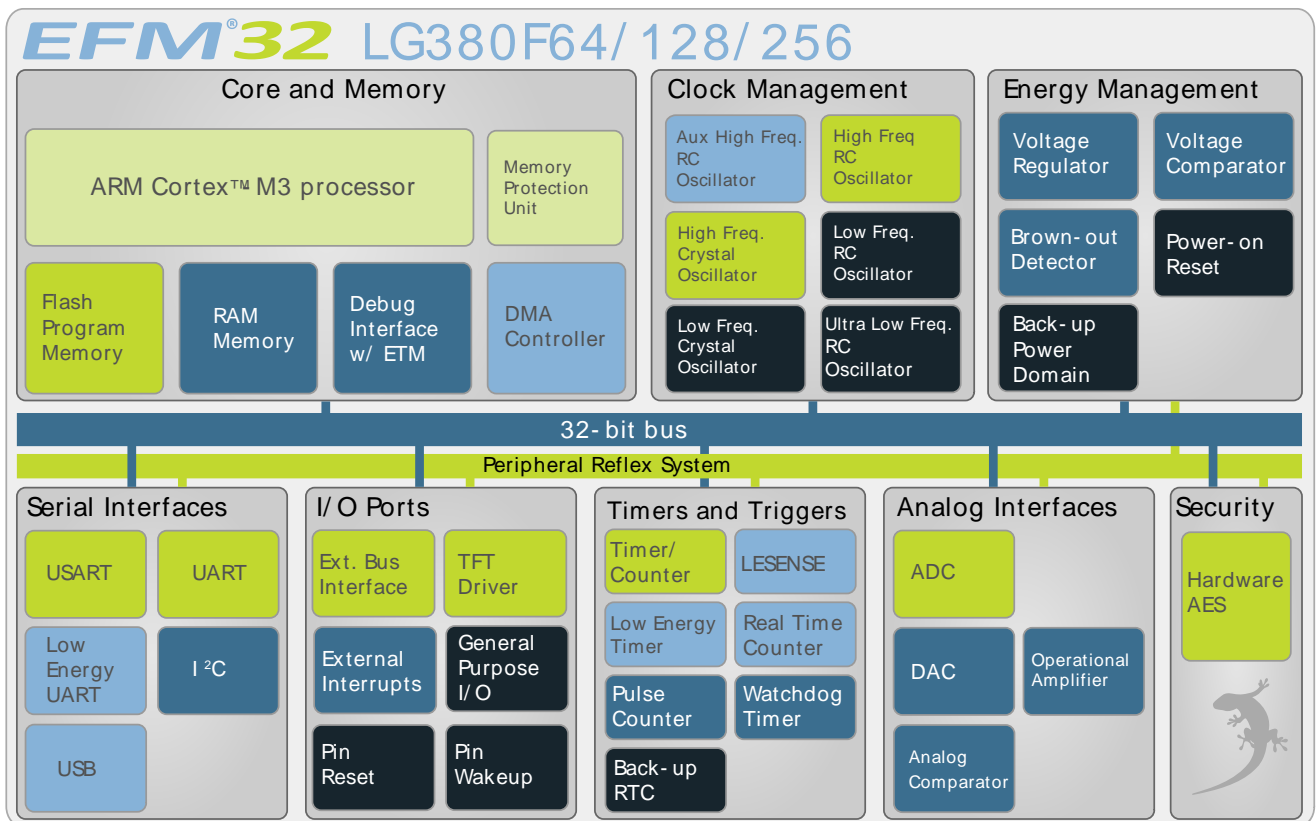 EFM®32 LG380F64/128/256
Core and Memory
ARM Cortex™ M3 processor
Memory
Protection
Unit
Flash
Program
Memory
RAM
Memory
Debug
Interface
w/ ETM
DMA
Controller
Clock Management
Aux High Freq.
RC
Oscillator
High Freq
RC
Oscillator
High Freq.
Crystal
Oscillator
Low Freq.
RC
Oscillator
Low Freq.
Crystal
Oscillator
Ultra Low Freq.
RC
Oscillator
Energy Management
Voltage
Regulator
Voltage
Comparator
Brown-out
Detector
Power-on
Reset
Back-up
Power
Domain
32-bit bus
Peripheral Reflex System
Serial Interfaces
USART
UART
Low
Energy
UART
I²C
USB
I/O Ports
Ext. Bus
Interface
TFT
Driver
External
Interrupts
General
Purpose
I/O
Pin
Reset
Pin
Wakeup
Timers and Triggers
Timer/
Counter
LESENSE
Low Energy
Timer
Real Time
Counter
Pulse
Counter
Watchdog
Timer
Back-up
RTC
Analog Interfaces
ADC
DAC
Operational
Amplifier
Analog
Comparator
Security
Hardware
AES